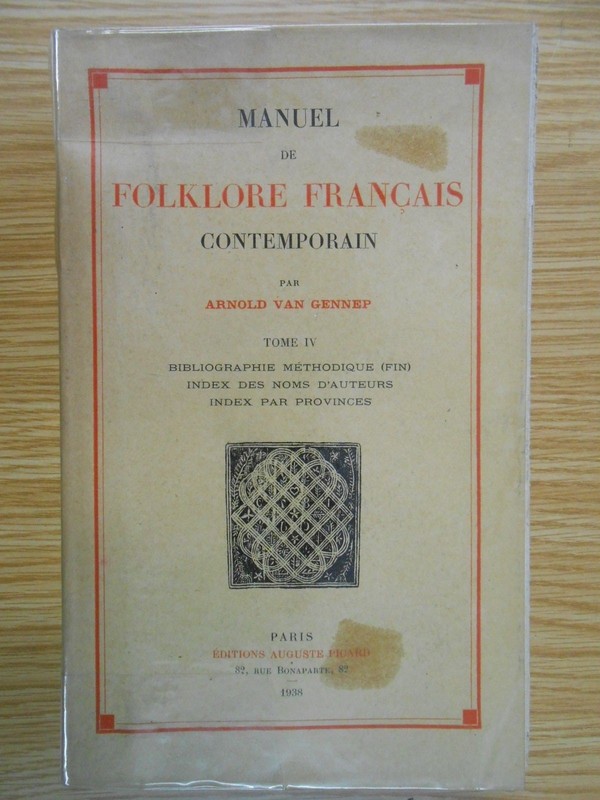 MANUEL
DE
FOLKLORE FRANÇAIS
CONTEMPORAIN
PAR
ARNOLD VAN GENNEP
TOME IV
BIBLIOGRAPHIE MÉTHODIQUE (FIN)
INDEX DES NOMS D'AUTEURS
INDEX PAR PROVINCES
PARIS
ÉDITIONS AUGUSTE PICARD
82, RUE BONAPARTE, 82
1938